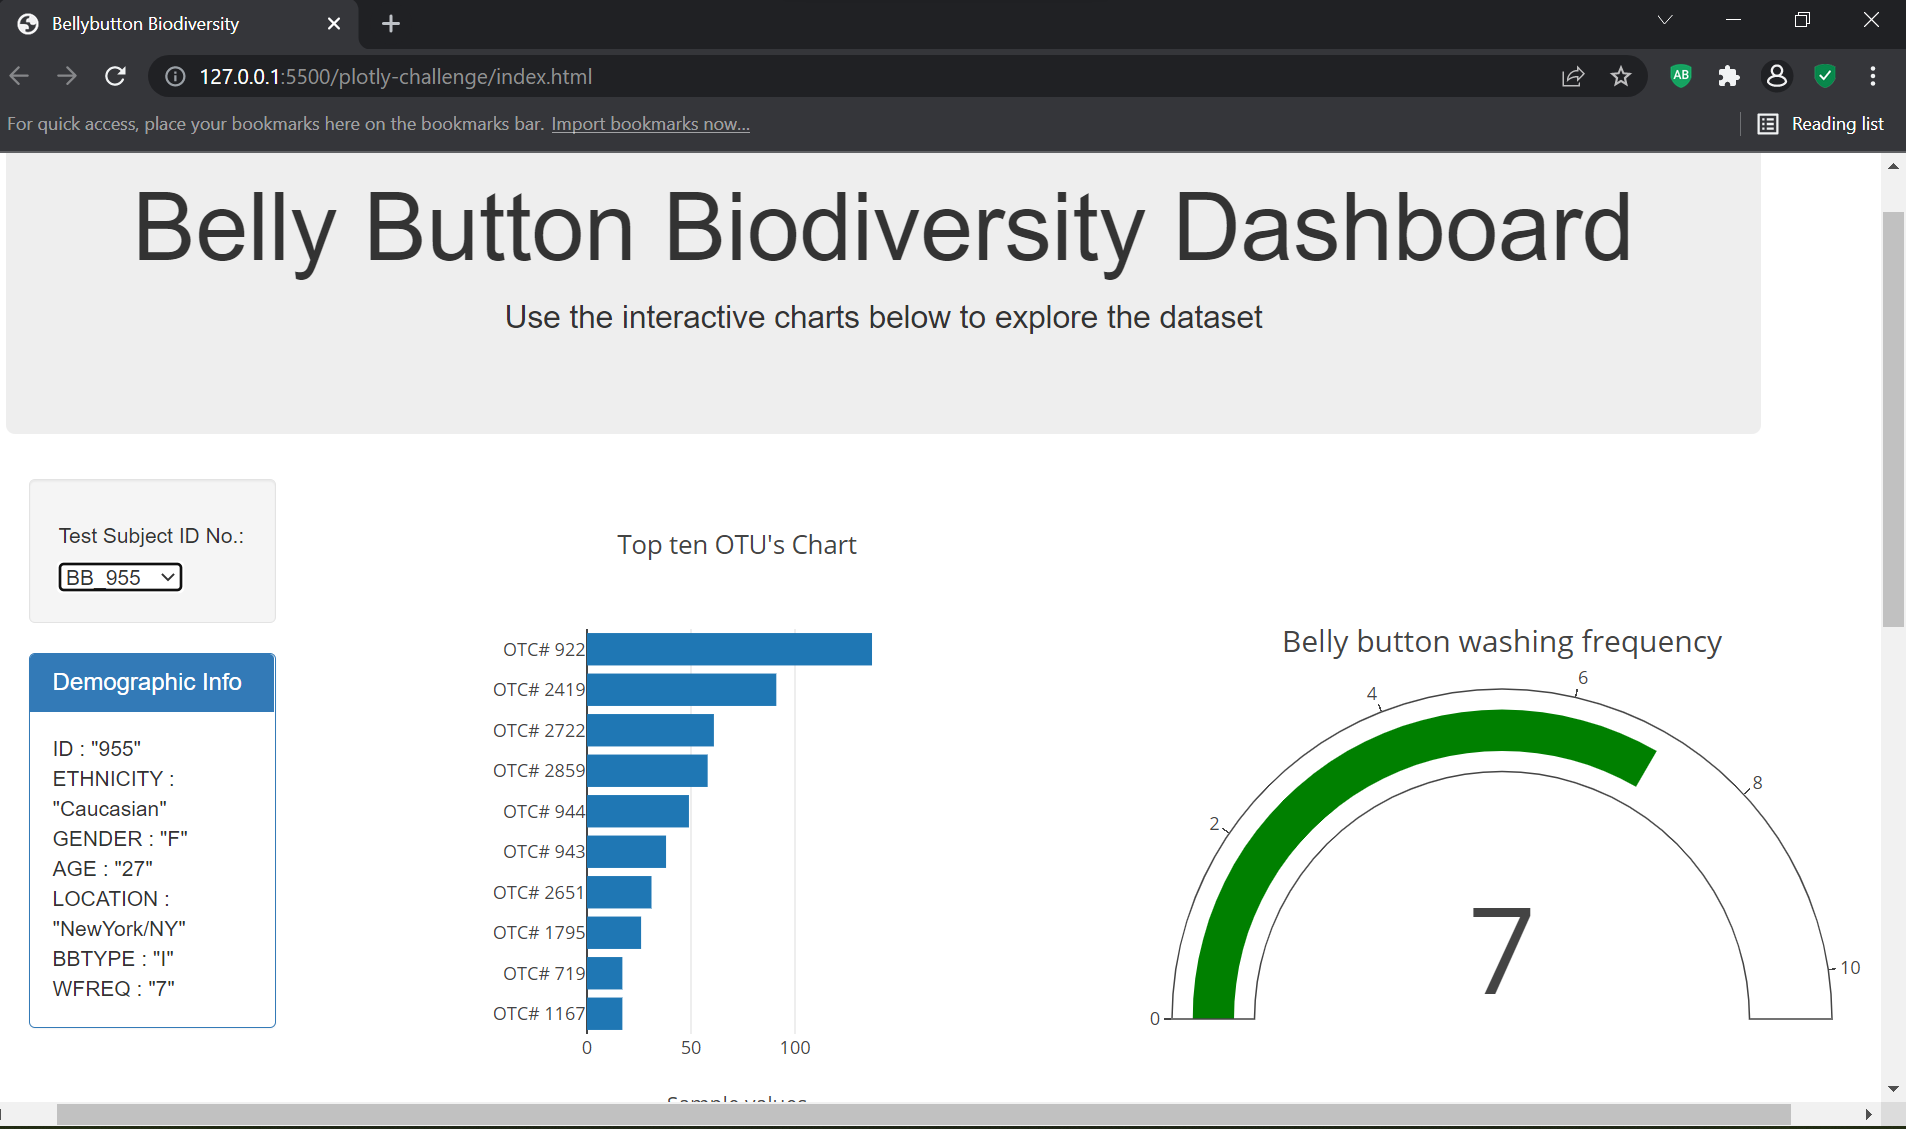 Bellybutton Biodiversity
127.0.0.1:5500/plotly-challenge/index.html
AB
For quick access, place your bookmarks here on the bookmarks bar. Import bookmarks now...
Reading list
Belly Button Biodiversity Dashboard
Use the interactive charts below to explore the dataset
Test Subject ID No.:
BB_955
Demographic Info
ID : "955"
ETHNICITY :
"Caucasian"
GENDER : "F"
AGE : "27"
LOCATION :
"NewYork/NY"
BBTYPE : "I"
WFREQ : "7"
Top ten OTU's Chart
OTC# 922
OTC# 2419
OTC# 2722
OTC# 2859
OTC# 944
OTC# 943
OTC# 2651
OTC# 1795
OTC# 719
OTC# 1167
0 50 100
Sample values
Belly button washing frequency
0
2
4
6
8
10
7